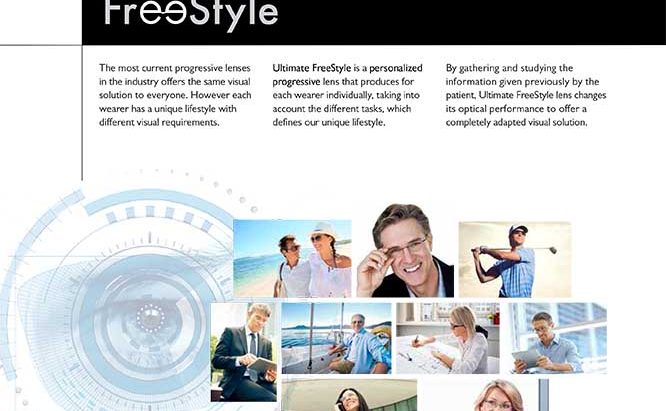 FreeStyle
The most current progressive lenses
in the industry offers the same visual
solution to everyone. However each
wearer has a unique lifestyle with
different visual requirements.
Ultimate FreeStyle is a personalized
progressive lens that produces for
each wearer individually, taking into
account the different tasks, which
defines our unique lifestyle.
By gathering and studying the
information given previously by the
patient, Ultimate FreeStyle lens changes
its optical performance to offer a
completely adapted visual solution.